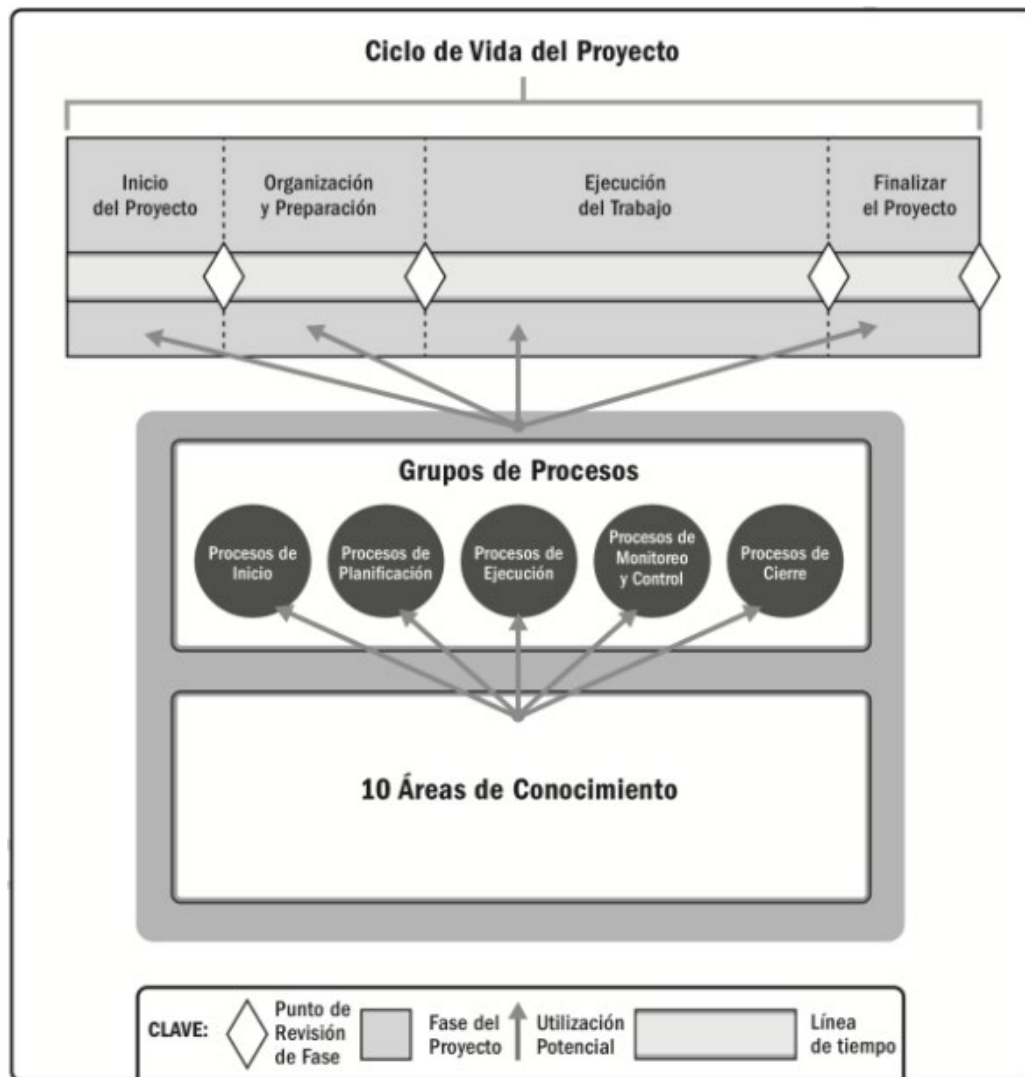 Ciclo de Vida del Proyecto
Inicio
del Proyecto
Organización
y Preparación
Ejecución
del Trabajo
Finalizar
el Proyecto
Grupos de Procesos
Procesos de
Inicio
Procesos de
Planificación
Procesos de
Ejecución
Procesos de
Monitoreo
y Control
Procesos de
Cierre
10 Áreas de Conocimiento
CLAVE:
Punto de
Revisión
de Fase
Fase del
Proyecto
Utilización
Potencial
Línea
de tiempo